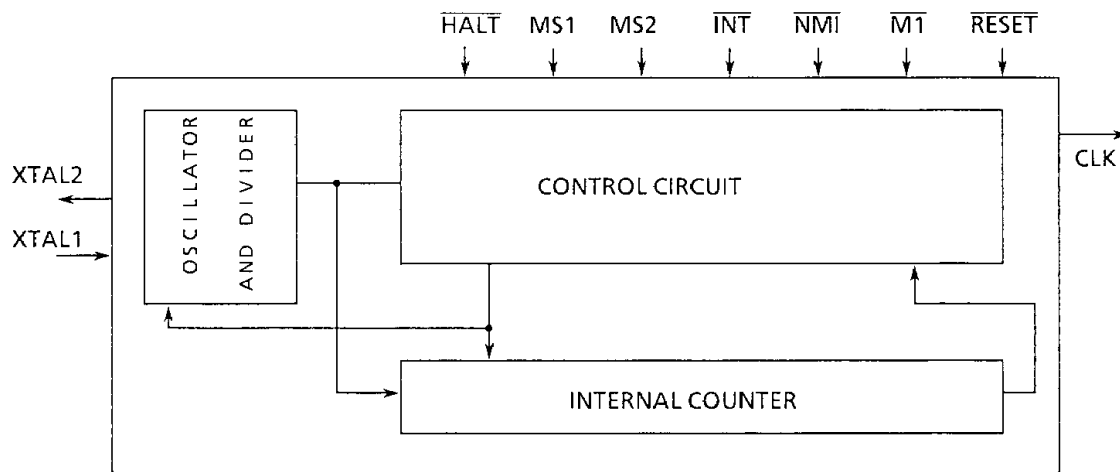 HALT MS1 MS2 INT NMI M1 RESET
CLK
XTAL2
XTAL1
OSCILLATOR
AND DIVIDER
CONTROL CIRCUIT
INTERNAL COUNTER